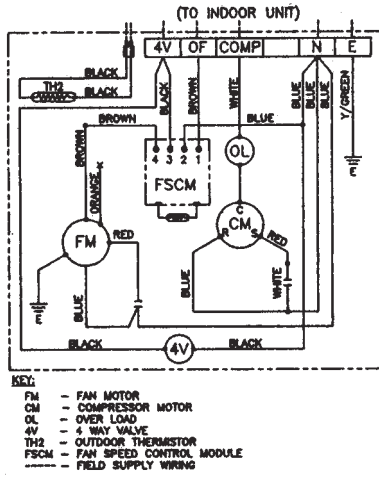 (TO INDOOR UNIT)
4V OF COMP N E
BLACK
TH2
BLACK
BLACK
BROWN
WHITE
BLUE
BLUE
BLUE
Y/GREEN
BROWN
BLUE
BROWN
ORANGE
4 3 2 1
FSCM
OL
C
CM
R S
RED
FM
RED
BLUE
BLUE
WHITE
E
E
BLACK
4V
BLACK
KEY:
FM - FAN MOTOR
CM - COMPRESSOR MOTOR
OL - OVER LOAD
4V - 4 WAY VALVE
TH2 - OUTDOOR THERMISTOR
FSCM - FAN SPEED CONTROL MODULE
------ - FIELD SUPPLY WIRING